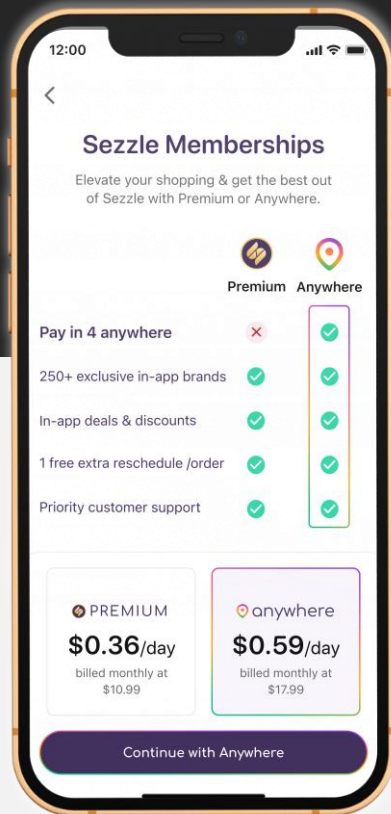 12:00
Sezzle Memberships
Elevate your shopping & get the best out
of Sezzle with Premium or Anywhere.
Premium Anywhere
Pay in 4 anywhere
250+ exclusive in-app brands
In-app deals & discounts
1 free extra reschedule /order
Priority customer support
PREMIUM
$0.36/day
billed monthly at
$10.99
anywhere
$0.59/day
billed monthly at
$17.99
Continue with Anywhere